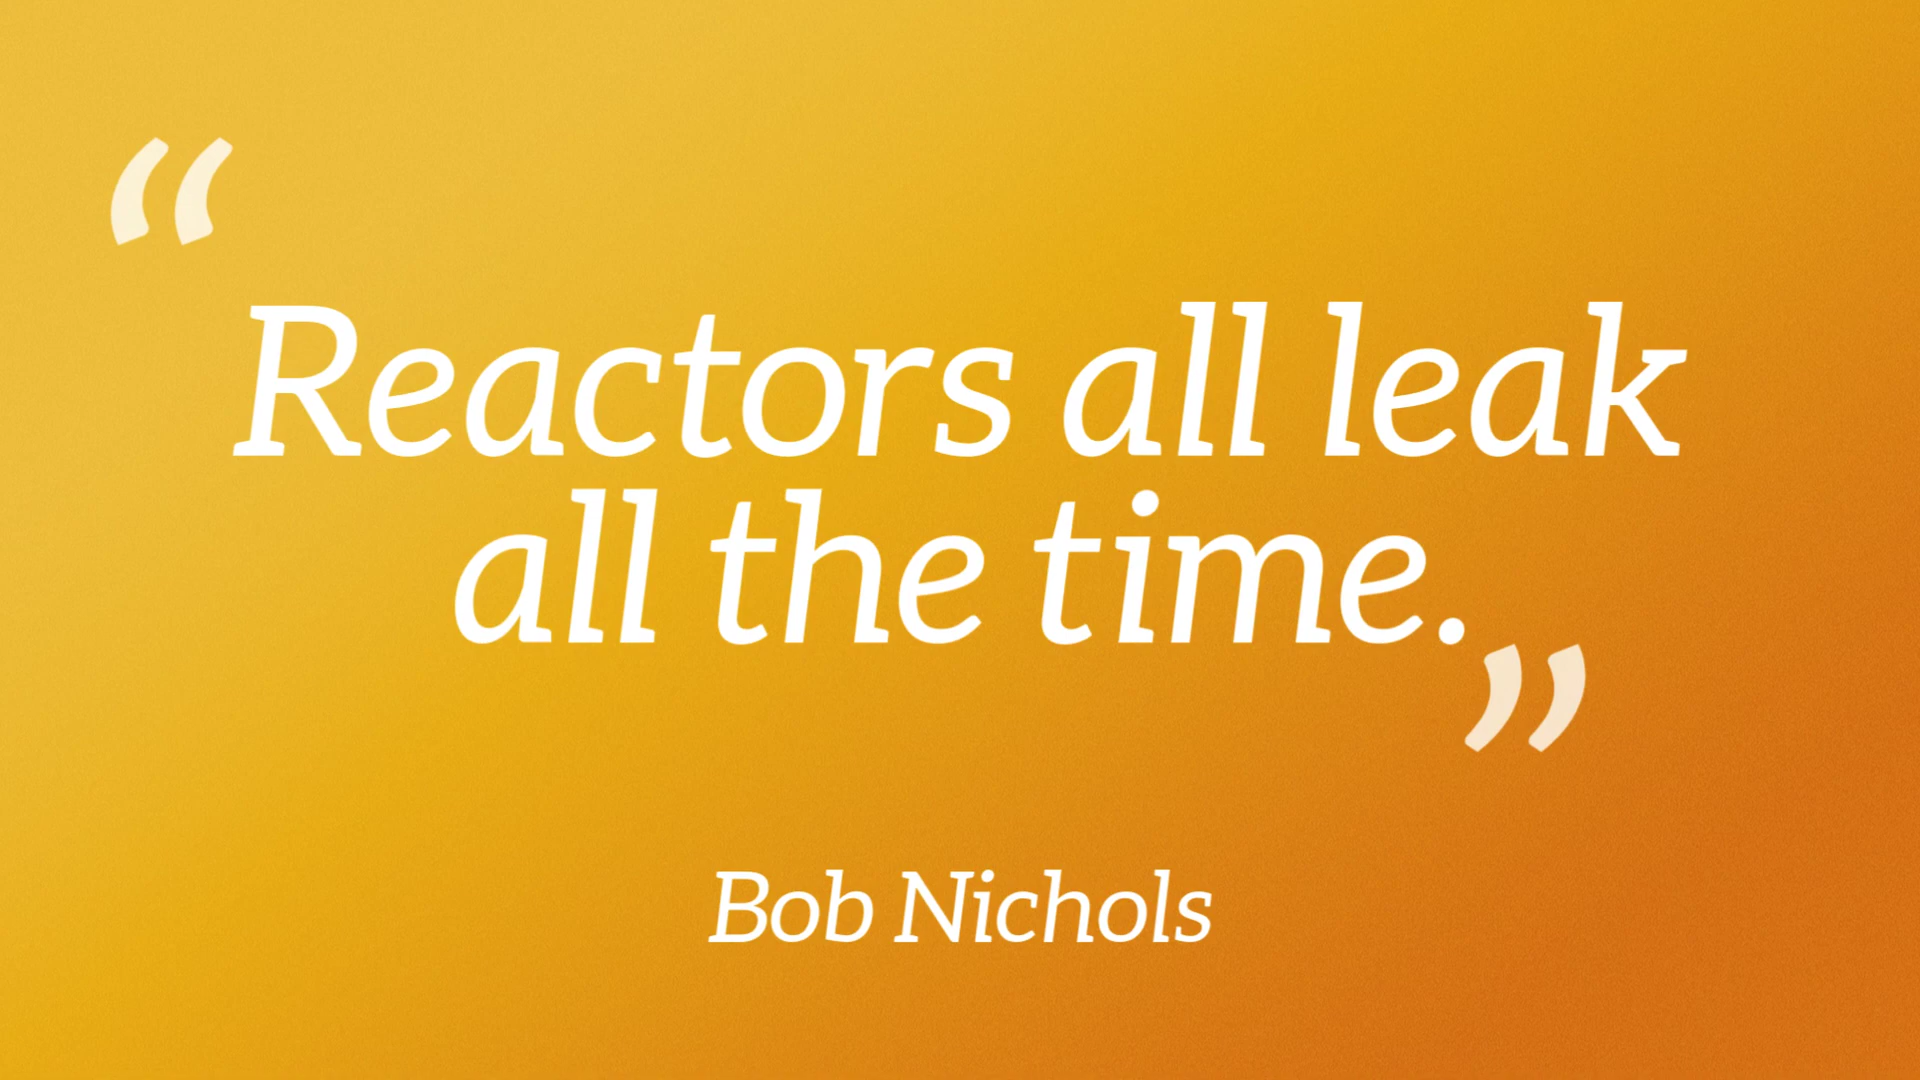 “
Reactors all leak
all the time.
”
Bob Nichols